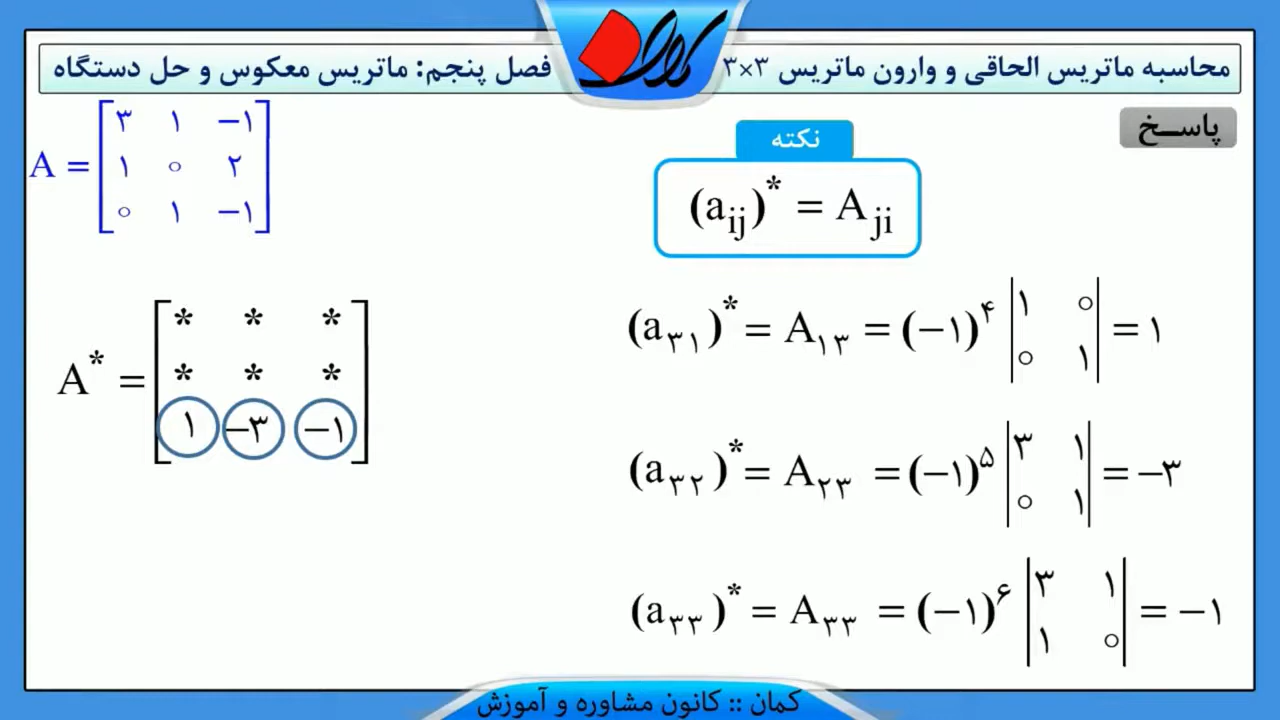 محاسبه ماتریس الحاقی و وارون ماتریس ۳×۳
فصل پنجم: ماتریس معکوس و حل دستگاه
پاســخ
نکته
(a_ij)* = A_ji
A = [۳ ۱ −۱
۱ ۰ ۲
۰ ۱ −۱]
A* = [* * *
* * *
۱ −۳ −۱]
(a_۳۱)* = A_۱۳ = (−۱)^۴ |۱ ۰
۰ ۱| = ۱
(a_۳۲)* = A_۲۳ = (−۱)^۵ |۳ ۱
۰ ۱| = −۳
(a_۳۳)* = A_۳۳ = (−۱)^۶ |۳ ۱
۱ ۰| = −۱
کمان :: کانون مشاوره و آموزش